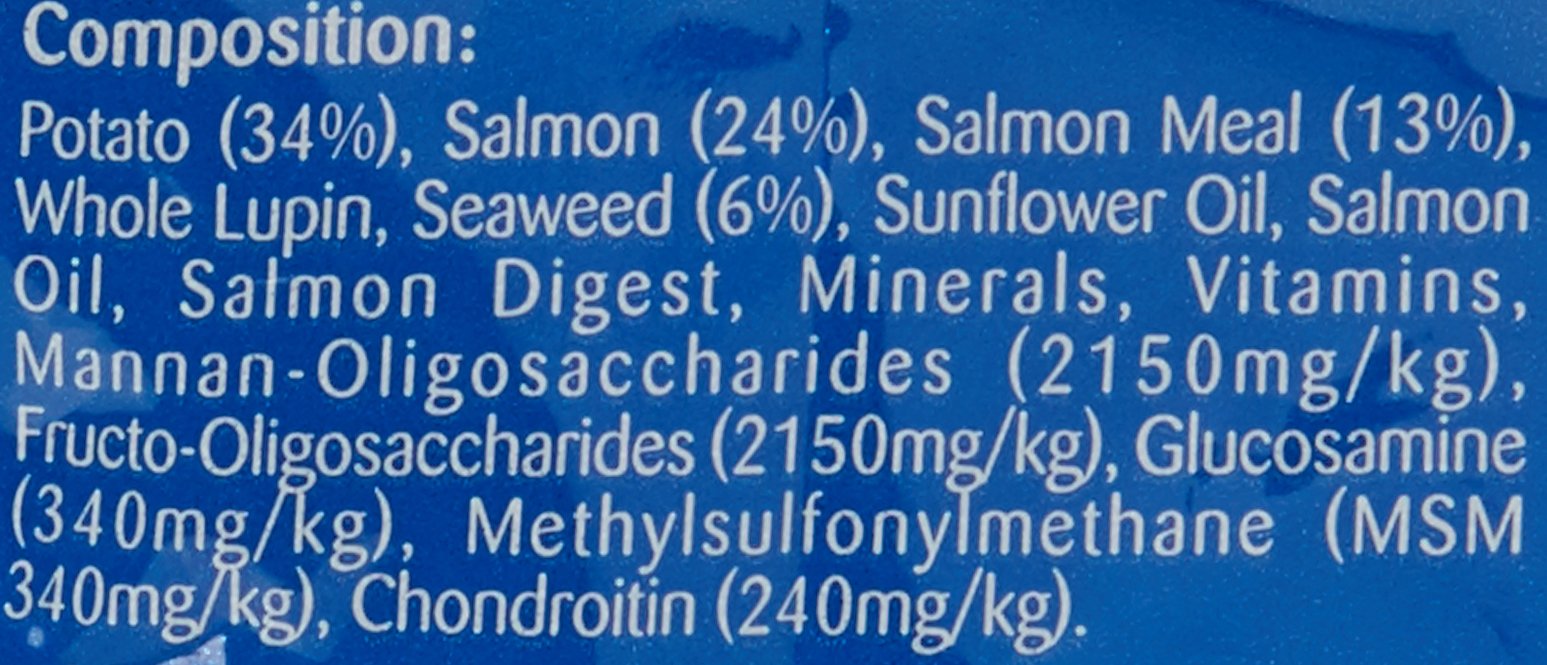 Composition:
Potato (34%), Salmon (24%), Salmon Meal (13%),
Whole Lupin, Seaweed (6%), Sunflower Oil, Salmon
Oil, Salmon Digest, Minerals, Vitamins,
Mannan-Oligosaccharides (2150mg/kg),
Fructo-Oligosaccharides (2150mg/kg), Glucosamine
(340mg/kg), Methylsulfonylmethane (MSM
340mg/kg), Chondroitin (240mg/kg).